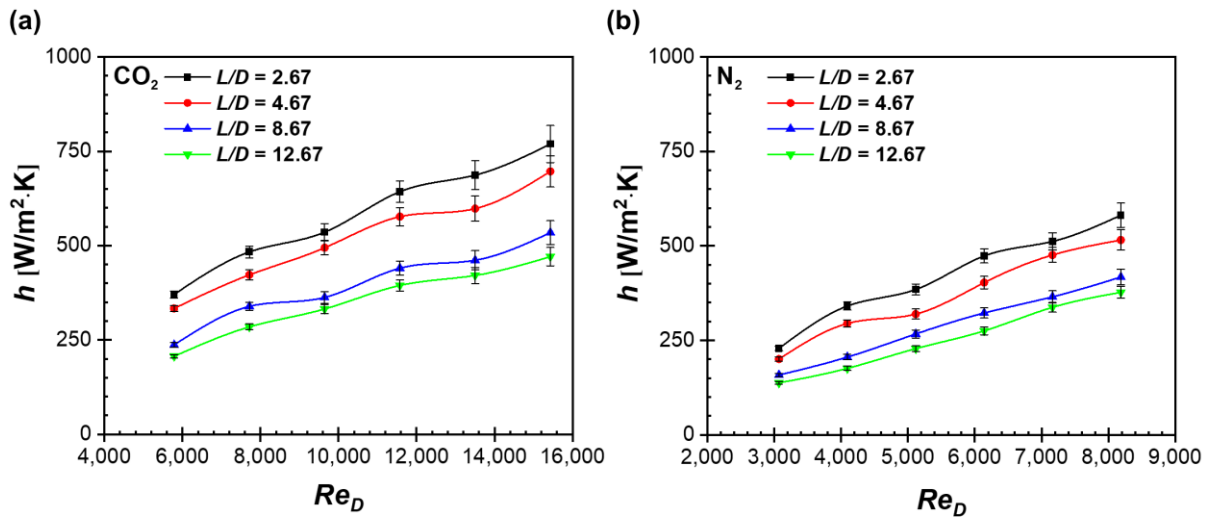 (a)
CO₂
L/D = 2.67
L/D = 4.67
L/D = 8.67
L/D = 12.67
1000
750
500
250
0
h [W/m²·K]
4,000 6,000 8,000 10,000 12,000 14,000 16,000
Re_D
(b)
N₂
L/D = 2.67
L/D = 4.67
L/D = 8.67
L/D = 12.67
1000
750
500
250
0
h [W/m²·K]
2,000 3,000 4,000 5,000 6,000 7,000 8,000 9,000
Re_D